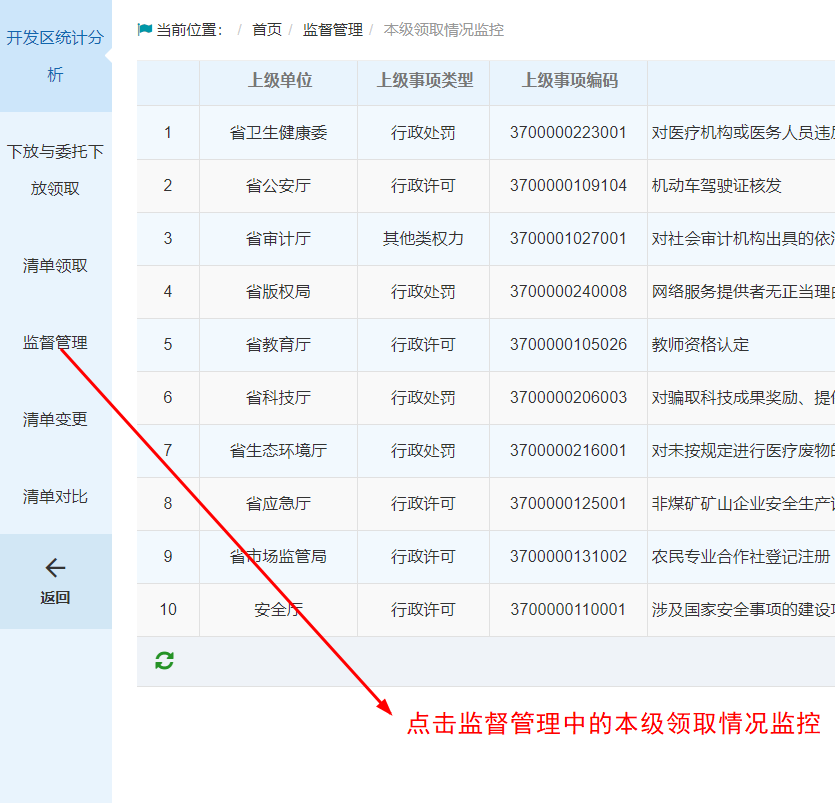 开发区统计分
析
下放与委托下
放领取
清单领取
监督管理
清单变更
清单对比
返回
当前位置： / 首页 / 监督管理 / 本级领取情况监控
上级单位 上级事项类型 上级事项编码
1 省卫生健康委 行政处罚 3700000223001 对医疗机构或医务人员违
2 省公安厅 行政许可 3700000109104 机动车驾驶证核发
3 省审计厅 其他类权力 3700001027001 对社会审计机构出具的依
4 省版权局 行政处罚 3700000240008 网络服务提供者无正当理
5 省教育厅 行政许可 3700000105026 教师资格认定
6 省科技厅 行政处罚 3700000206003 对骗取科技成果奖励、提
7 省生态环境厅 行政处罚 3700000216001 对未按规定进行医疗废物
8 省应急厅 行政许可 3700000125001 非煤矿矿山企业安全生产
9 省市场监管局 行政许可 3700000131002 农民专业合作社登记注册
10 安全厅 行政许可 3700000110001 涉及国家安全事项的建设
点击监督管理中的本级领取情况监控